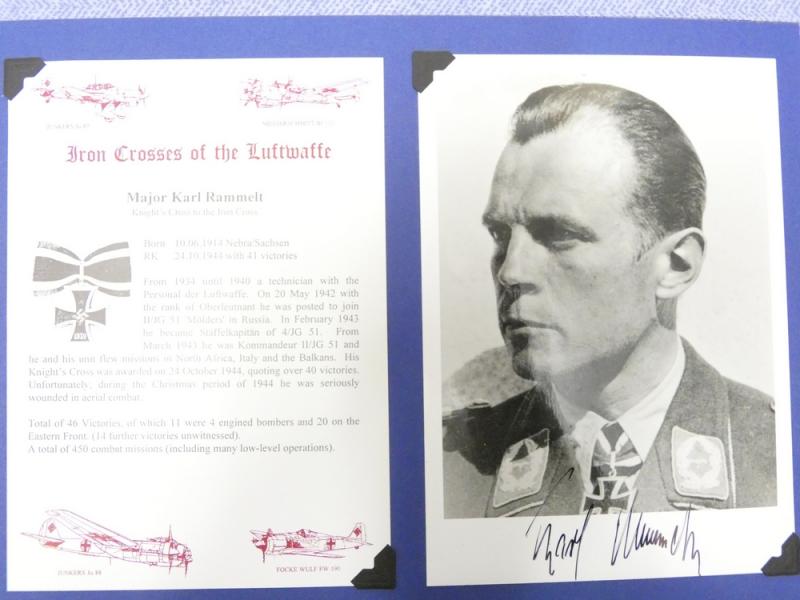 JUNKERS Ju 87
MESSERSCHMITT Bf
Iron Crosses of the Luftwaffe
Major Karl Rammelt
Knight's Cross to the Iron Cross
Born 10.06.1914 Nebra/Sachsen
RK 24.10.1944 with 41 victories
From 1934 until 1940 a technician with the
Personal der Luftwaffe. On 20 May 1942 with
the rank of Oberleutnant he was posted to join
II/JG 51 'Mölders' in Russia. In February 1943
he became Staffelkapitän of 4/JG 51. From
March 1943 he was Kommandeur II/JG 51 and
he and his unit flew missions in North Africa, Italy and the Balkans. His
Knight's Cross was awarded on 24 October 1944, quoting over 40 victories.
Unfortunately, during the Christmas period of 1944 he was seriously
wounded in aerial combat.
Total of 46 Victories, of which 11 were 4 engined bombers and 20 on the
Eastern Front. (14 further victories unwitnessed).
A total of 450 combat missions (including many low-level operations).
JUNKERS Ju 88
FOCKE WULF FW 190
Karl Rammelt